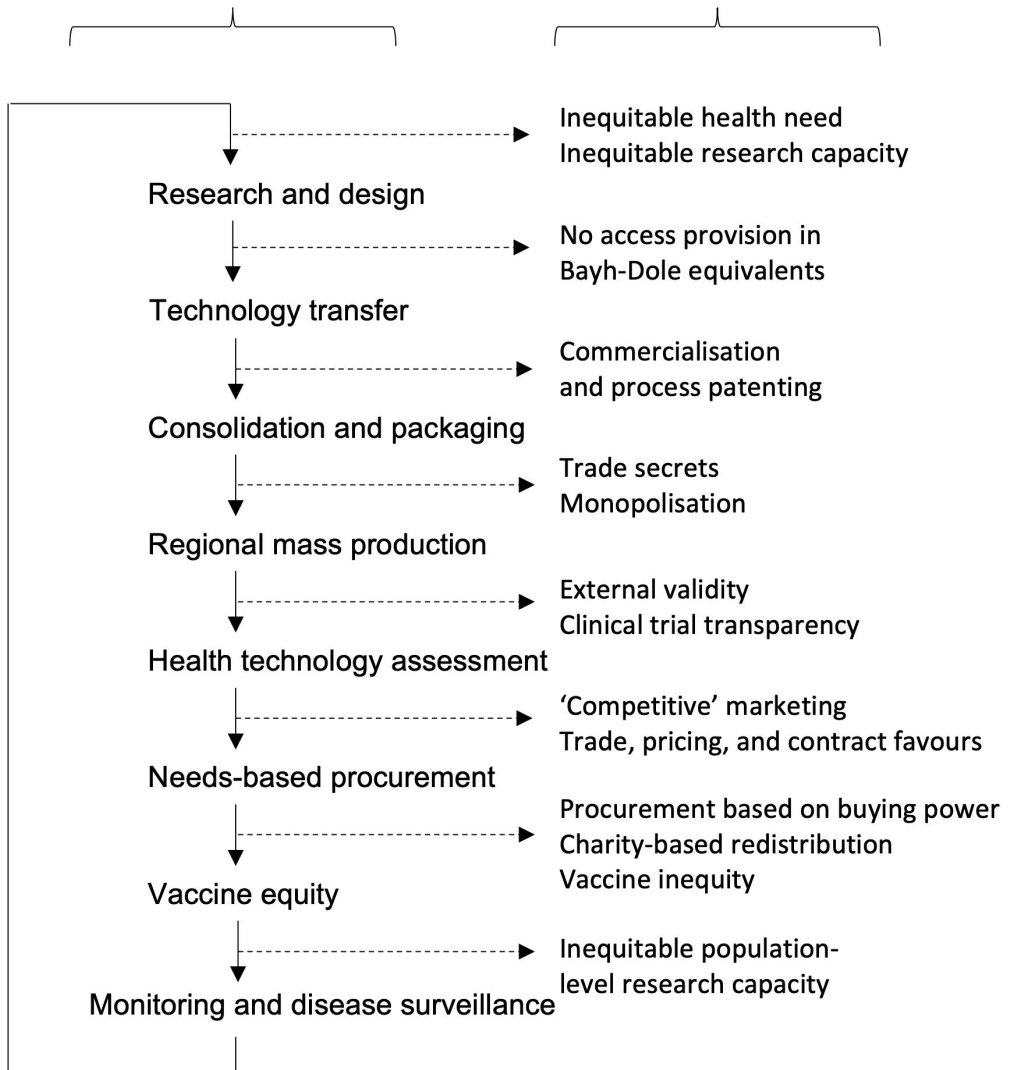 Inequitable health need
Inequitable research capacity
Research and design
No access provision in
Bayh-Dole equivalents
Technology transfer
Commercialisation
and process patenting
Consolidation and packaging
Trade secrets
Monopolisation
Regional mass production
External validity
Clinical trial transparency
Health technology assessment
‘Competitive’ marketing
Trade, pricing, and contract favours
Needs-based procurement
Procurement based on buying power
Charity-based redistribution
Vaccine inequity
Vaccine equity
Inequitable population-
level research capacity
Monitoring and disease surveillance